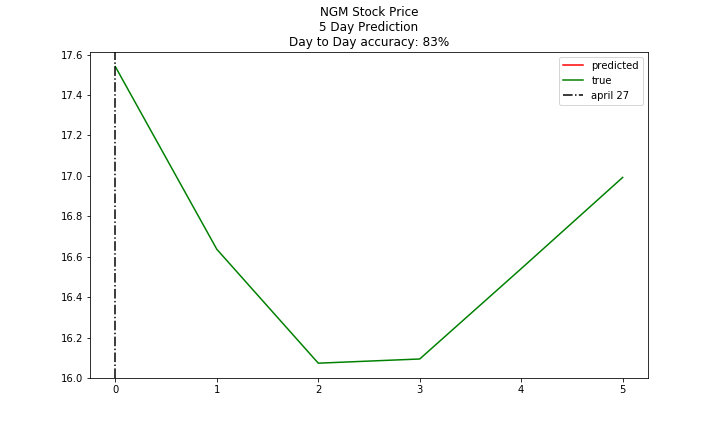 NGM Stock Price
5 Day Prediction
Day to Day accuracy: 83%
17.6
17.4
17.2
17.0
16.8
16.6
16.4
16.2
16.0
predicted
true
april 27
0 1 2 3 4 5